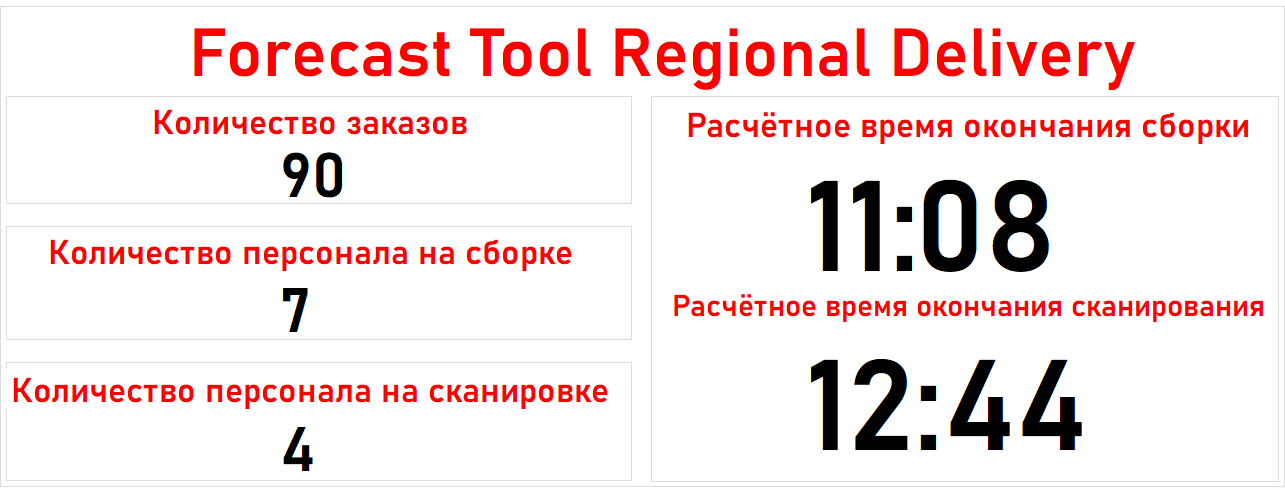 Forecast Tool Regional Delivery
Количество заказов
90
Количество персонала на сборке
7
Количество персонала на сканировке
4
Расчётное время окончания сборки
11:08
Расчётное время окончания сканирования
12:44